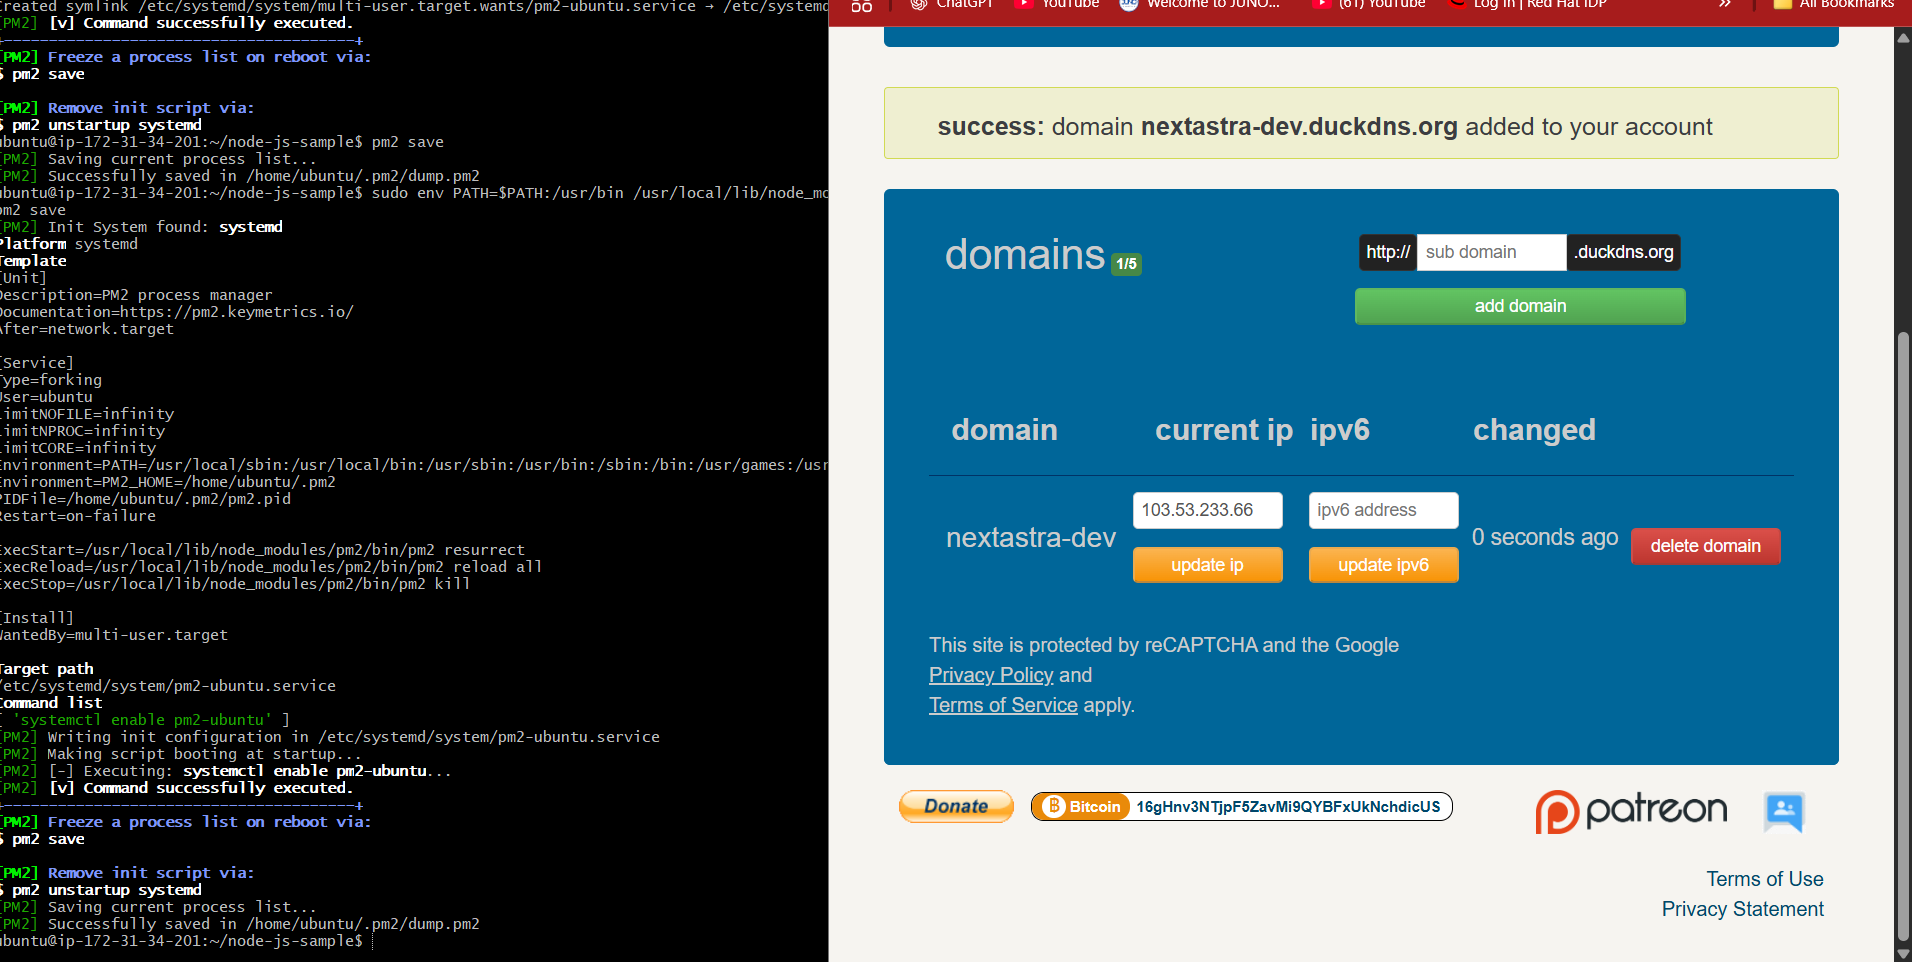 Created symlink /etc/systemd/system/multi-user.target.wants/pm2-ubuntu.service → /etc/systemd
[PM2] [v] Command successfully executed.
+---------------------------------------+
[PM2] Freeze a process list on reboot via:
$ pm2 save
[PM2] Remove init script via:
$ pm2 unstartup systemd
ubuntu@ip-172-31-34-201:~/node-js-sample$ pm2 save
[PM2] Saving current process list...
[PM2] Successfully saved in /home/ubuntu/.pm2/dump.pm2
ubuntu@ip-172-31-34-201:~/node-js-sample$ sudo env PATH=$PATH:/usr/bin /usr/local/lib/node_mo
pm2 save
[PM2] Init System found: systemd
Platform systemd
Template
[Unit]
Description=PM2 process manager
Documentation=https://pm2.keymetrics.io/
After=network.target
[Service]
Type=forking
User=ubuntu
LimitNOFILE=infinity
LimitNPROC=infinity
LimitCORE=infinity
Environment=PATH=/usr/local/sbin:/usr/local/bin:/usr/sbin:/usr/bin:/sbin:/bin:/usr/games:/usr
Environment=PM2_HOME=/home/ubuntu/.pm2
PIDFile=/home/ubuntu/.pm2/pm2.pid
Restart=on-failure
ExecStart=/usr/local/lib/node_modules/pm2/bin/pm2 resurrect
ExecReload=/usr/local/lib/node_modules/pm2/bin/pm2 reload all
ExecStop=/usr/local/lib/node_modules/pm2/bin/pm2 kill
[Install]
WantedBy=multi-user.target
Target path
/etc/systemd/system/pm2-ubuntu.service
Command list
[ 'systemctl enable pm2-ubuntu' ]
[PM2] Writing init configuration in /etc/systemd/system/pm2-ubuntu.service
[PM2] Making script booting at startup...
[PM2] [-] Executing: systemctl enable pm2-ubuntu...
[PM2] [v] Command successfully executed.
+---------------------------------------+
[PM2] Freeze a process list on reboot via:
$ pm2 save
[PM2] Remove init script via:
$ pm2 unstartup systemd
[PM2] Saving current process list...
[PM2] Successfully saved in /home/ubuntu/.pm2/dump.pm2
ubuntu@ip-172-31-34-201:~/node-js-sample$
ChatGPT YouTube Welcome to JUNO... (61) YouTube Log In | Red Hat IDP » All Bookmarks
success: domain nextastra-dev.duckdns.org added to your account
domains 1/5
http:// sub domain .duckdns.org
add domain
domain current ip ipv6 changed
nextastra-dev 103.53.233.66 ipv6 address 0 seconds ago delete domain
update ip update ipv6
This site is protected by reCAPTCHA and the Google
Privacy Policy and
Terms of Service apply.
Donate Bitcoin 16gHnv3NTjpF5ZavMi9QYBFxUkNchdicUS patreon
Terms of Use
Privacy Statement